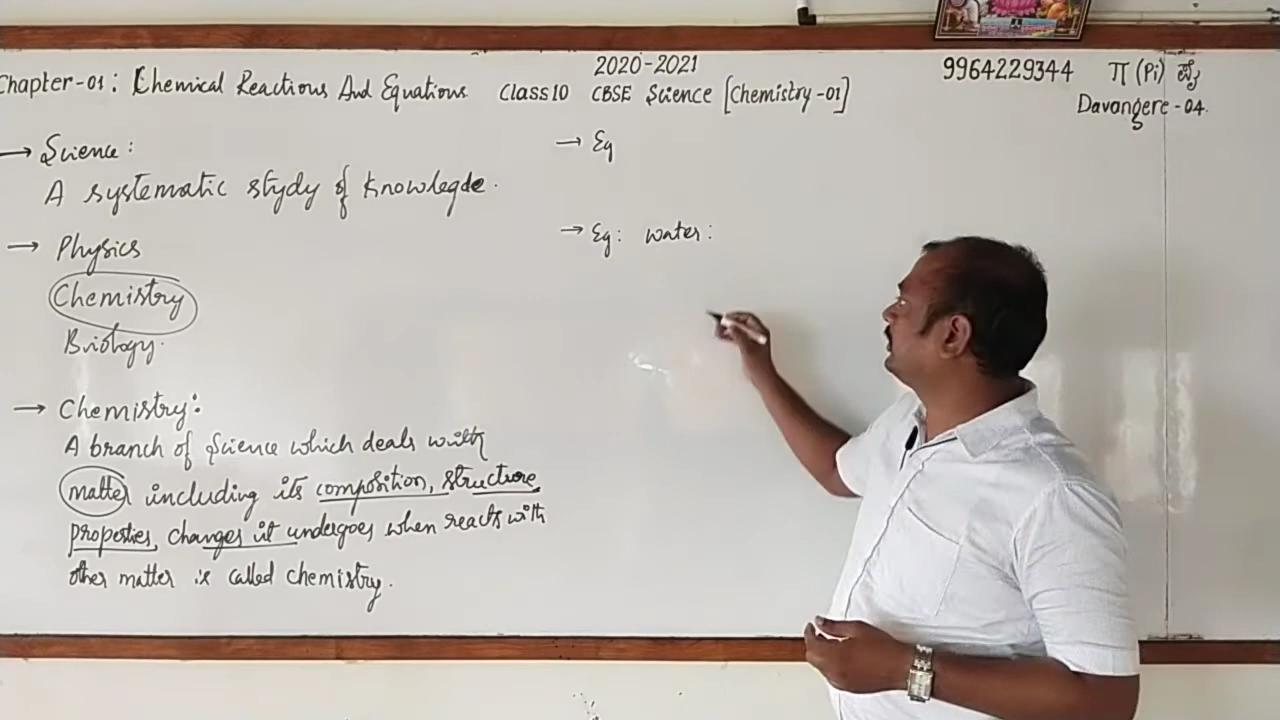 2020-2021
Chapter-01: Chemical Reactions And Equations Class 10 CBSE Science [Chemistry-01]
9964229344 π (Pi) ಪೈ
Davangere-04.
→ Science:
A systematic stydy of Knowlegde.
→ Physics
Chemistry
Biology.
→ Chemistry:
A branch of Science which deals with
matter including its composition, structure
properties, changes it undergoes when reacts with
other matter is called chemistry.
→ Eg
→ Eg: water: